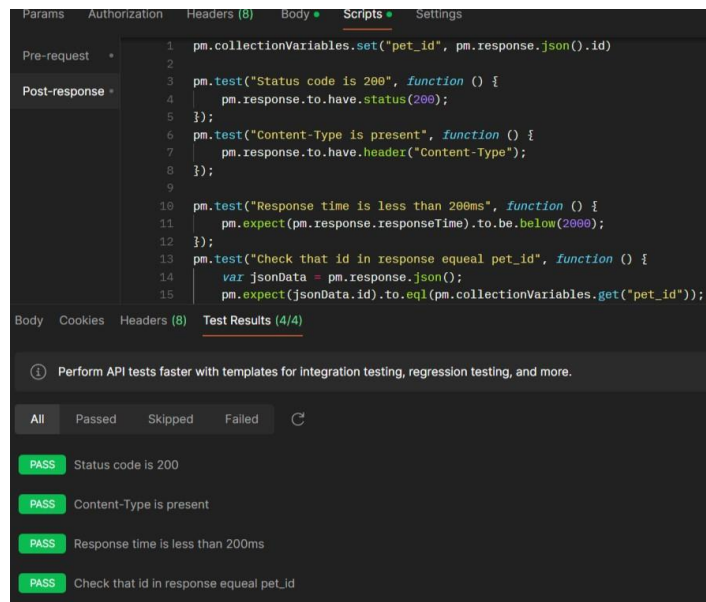 Params Authorization Headers (8) Body Scripts Settings
Pre-request
Post-response
1 pm.collectionVariables.set("pet_id", pm.response.json().id)
2
3 pm.test("Status code is 200", function () {
4 pm.response.to.have.status(200);
5 });
6 pm.test("Content-Type is present", function () {
7 pm.response.to.have.header("Content-Type");
8 });
9
10 pm.test("Response time is less than 200ms", function () {
11 pm.expect(pm.response.responseTime).to.be.below(2000);
12 });
13 pm.test("Check that id in response equeal pet_id", function () {
14 var jsonData = pm.response.json();
15 pm.expect(jsonData.id).to.eql(pm.collectionVariables.get("pet_id"));
Body Cookies Headers (8) Test Results (4/4)
Perform API tests faster with templates for integration testing, regression testing, and more.
All Passed Skipped Failed
PASS Status code is 200
PASS Content-Type is present
PASS Response time is less than 200ms
PASS Check that id in response equeal pet_id